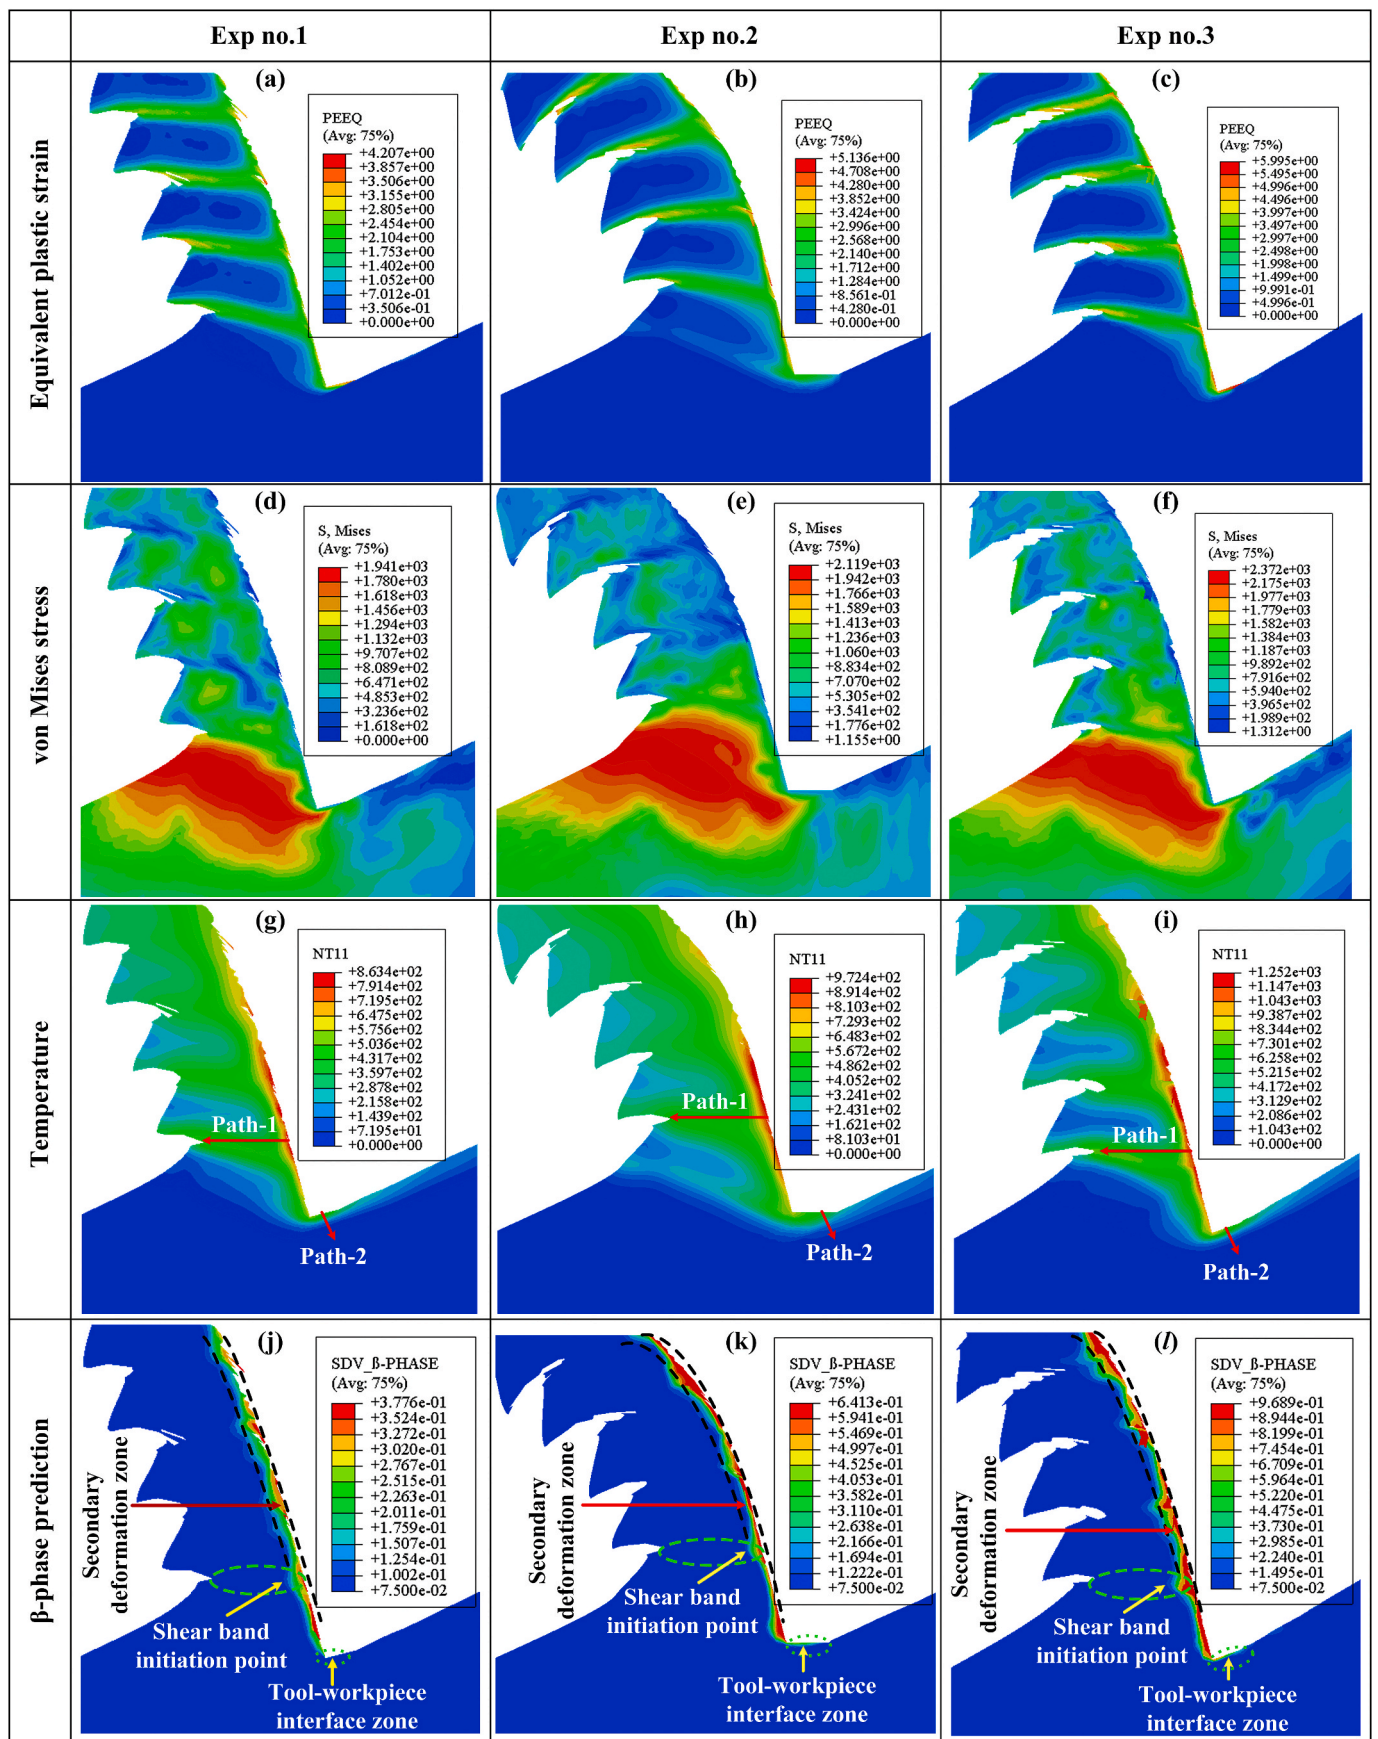 Exp no.1
Exp no.2
Exp no.3
Equivalent plastic strain
(a)
PEEQ
(Avg: 75%)
+4.207e+00
+3.857e+00
+3.506e+00
+3.155e+00
+2.805e+00
+2.454e+00
+2.104e+00
+1.753e+00
+1.402e+00
+1.052e+00
+7.012e-01
+3.506e-01
+0.000e+00
(b)
PEEQ
(Avg: 75%)
+5.136e+00
+4.708e+00
+4.280e+00
+3.852e+00
+3.424e+00
+2.996e+00
+2.568e+00
+2.140e+00
+1.712e+00
+1.284e+00
+8.561e-01
+4.280e-01
+0.000e+00
(c)
PEEQ
(Avg: 75%)
+5.995e+00
+5.495e+00
+4.996e+00
+4.496e+00
+3.997e+00
+3.497e+00
+2.997e+00
+2.498e+00
+1.998e+00
+1.499e+00
+9.991e-01
+4.996e-01
+0.000e+00
von Mises stress
(d)
S, Mises
(Avg: 75%)
+1.941e+03
+1.780e+03
+1.618e+03
+1.456e+03
+1.294e+03
+1.132e+03
+9.707e+02
+8.089e+02
+6.471e+02
+4.853e+02
+3.236e+02
+1.618e+02
+0.000e+00
(e)
S, Mises
(Avg: 75%)
+2.119e+03
+1.942e+03
+1.766e+03
+1.589e+03
+1.413e+03
+1.236e+03
+1.060e+03
+8.834e+02
+7.070e+02
+5.305e+02
+3.541e+02
+1.776e+02
+1.155e+00
(f)
S, Mises
(Avg: 75%)
+2.372e+03
+2.175e+03
+1.977e+03
+1.779e+03
+1.582e+03
+1.384e+03
+1.187e+03
+9.892e+02
+7.916e+02
+5.940e+02
+3.965e+02
+1.989e+02
+1.312e+00
Temperature
(g)
NT11
+8.634e+02
+7.914e+02
+7.195e+02
+6.475e+02
+5.756e+02
+5.036e+02
+4.317e+02
+3.597e+02
+2.878e+02
+2.158e+02
+1.439e+02
+7.195e+01
+0.000e+00
Path-1
Path-2
(h)
NT11
+9.724e+02
+8.914e+02
+8.103e+02
+7.293e+02
+6.483e+02
+5.672e+02
+4.862e+02
+4.052e+02
+3.241e+02
+2.431e+02
+1.621e+02
+8.103e+01
+0.000e+00
Path-1
Path-2
(i)
NT11
+1.252e+03
+1.147e+03
+1.043e+03
+9.387e+02
+8.344e+02
+7.301e+02
+6.258e+02
+5.215e+02
+4.172e+02
+3.129e+02
+2.086e+02
+1.043e+02
+0.000e+00
Path-1
Path-2
β-phase prediction
(j)
SDV_ß-PHASE
(Avg: 75%)
+3.776e-01
+3.524e-01
+3.272e-01
+3.020e-01
+2.767e-01
+2.515e-01
+2.263e-01
+2.011e-01
+1.759e-01
+1.507e-01
+1.254e-01
+1.002e-01
+7.500e-02
Secondary
deformation zone
Shear band
initiation point
Tool-workpiece
interface zone
(k)
SDV_ß-PHASE
(Avg: 75%)
+6.413e-01
+5.941e-01
+5.469e-01
+4.997e-01
+4.525e-01
+4.053e-01
+3.582e-01
+3.110e-01
+2.638e-01
+2.166e-01
+1.694e-01
+1.222e-01
+7.500e-02
Secondary
deformation zone
Shear band
initiation point
Tool-workpiece
interface zone
(l)
SDV_ß-PHASE
(Avg: 75%)
+9.689e-01
+8.944e-01
+8.199e-01
+7.454e-01
+6.709e-01
+5.964e-01
+5.220e-01
+4.475e-01
+3.730e-01
+2.985e-01
+2.240e-01
+1.495e-01
+7.500e-02
Secondary
deformation zone
Shear band
initiation point
Tool-workpiece
interface zone